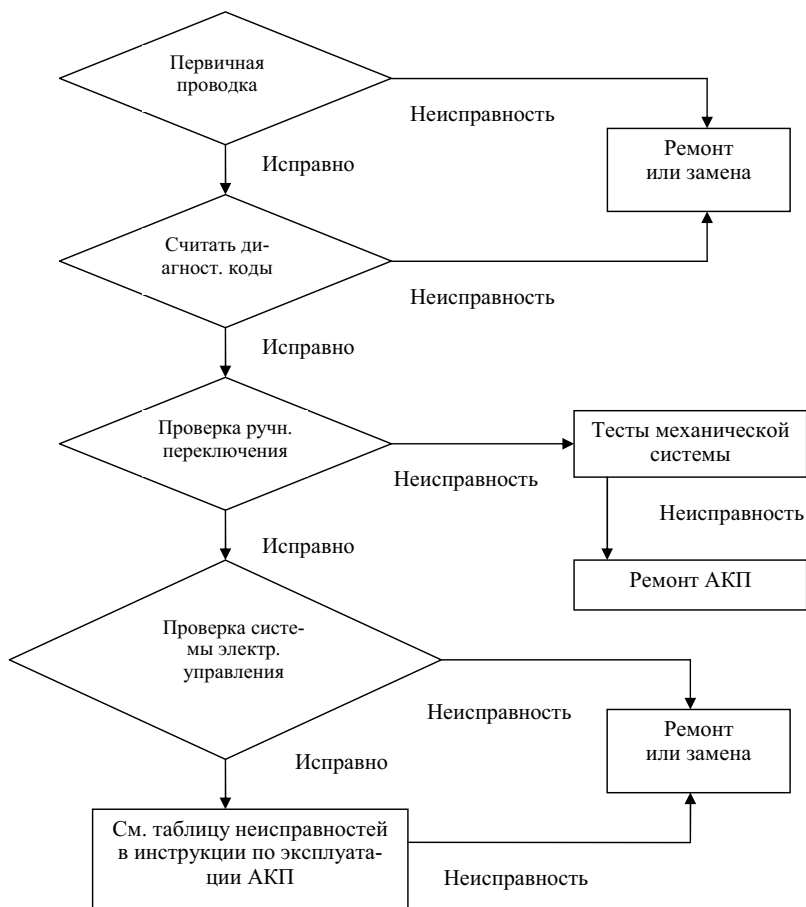 Первичная
проводка
Неисправность
Ремонт
или замена
Исправно
Считать ди-
агност. коды
Неисправность
Исправно
Проверка ручн.
переключения
Тесты механической
системы
Неисправность
Неисправность
Исправно
Ремонт АКП
Проверка систе-
мы электр.
управления
Неисправность
Ремонт
или замена
Исправно
См. таблицу неисправностей
в инструкции по эксплуата-
ции АКП
Неисправность